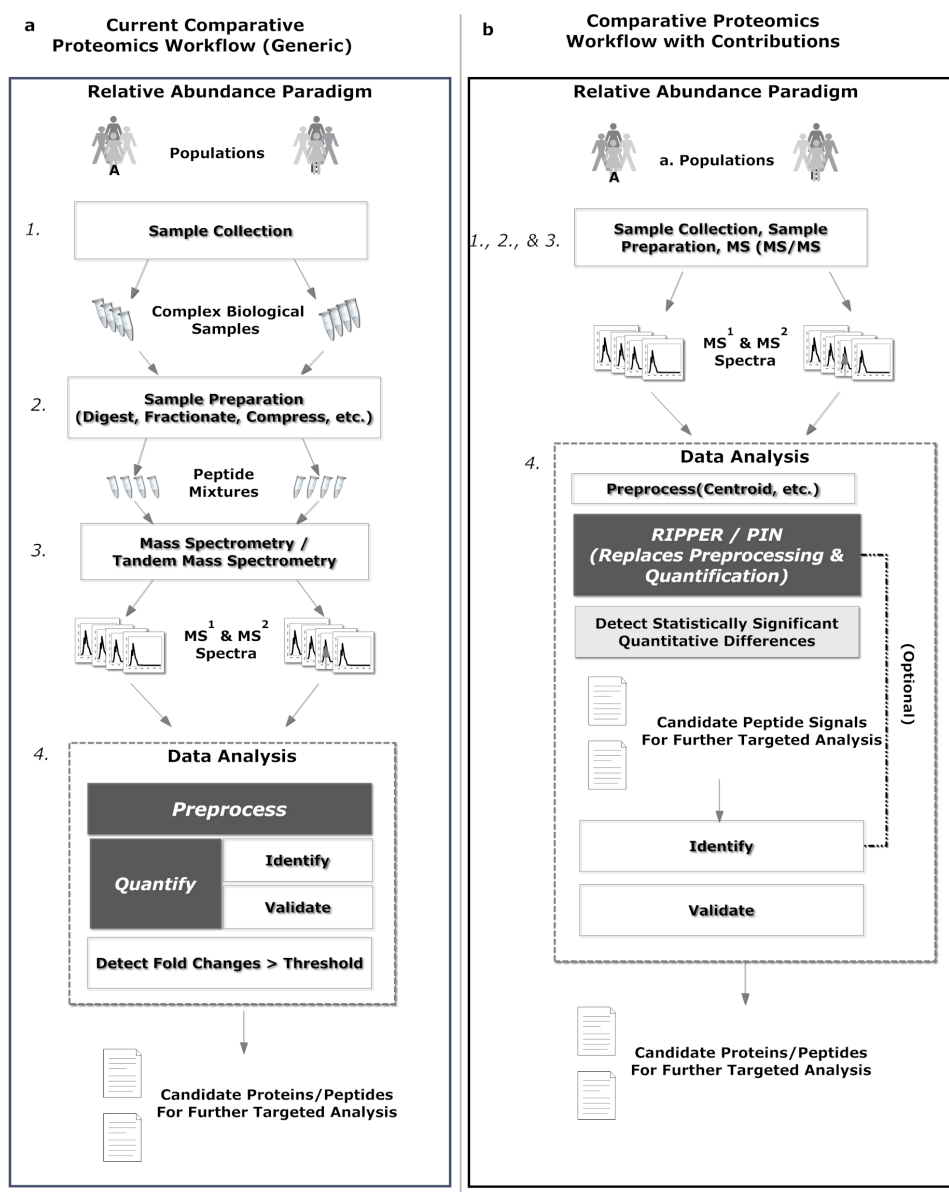 a
Current Comparative
Proteomics Workflow (Generic)
Relative Abundance Paradigm
Populations
A
1.
Sample Collection
Complex Biological
Samples
2.
Sample Preparation
(Digest, Fractionate, Compress, etc.)
Peptide
Mixtures
3.
Mass Spectrometry /
Tandem Mass Spectrometry
MS1 & MS2
Spectra
4.
Data Analysis
Preprocess
Quantify
Identify
Validate
Detect Fold Changes > Threshold
Candidate Proteins/Peptides
For Further Targeted Analysis
b
Comparative Proteomics
Workflow with Contributions
Relative Abundance Paradigm
a. Populations
A
1., 2., & 3.
Sample Collection, Sample
Preparation, MS (MS/MS
MS1 & MS2
Spectra
4.
Data Analysis
Preprocess(Centroid, etc.)
RIPPER / PIN
(Replaces Preprocessing &
Quantification)
Detect Statistically Significant
Quantitative Differences
(Optional)
Candidate Peptide Signals
For Further Targeted Analysis
Identify
Validate
Candidate Proteins/Peptides
For Further Targeted Analysis